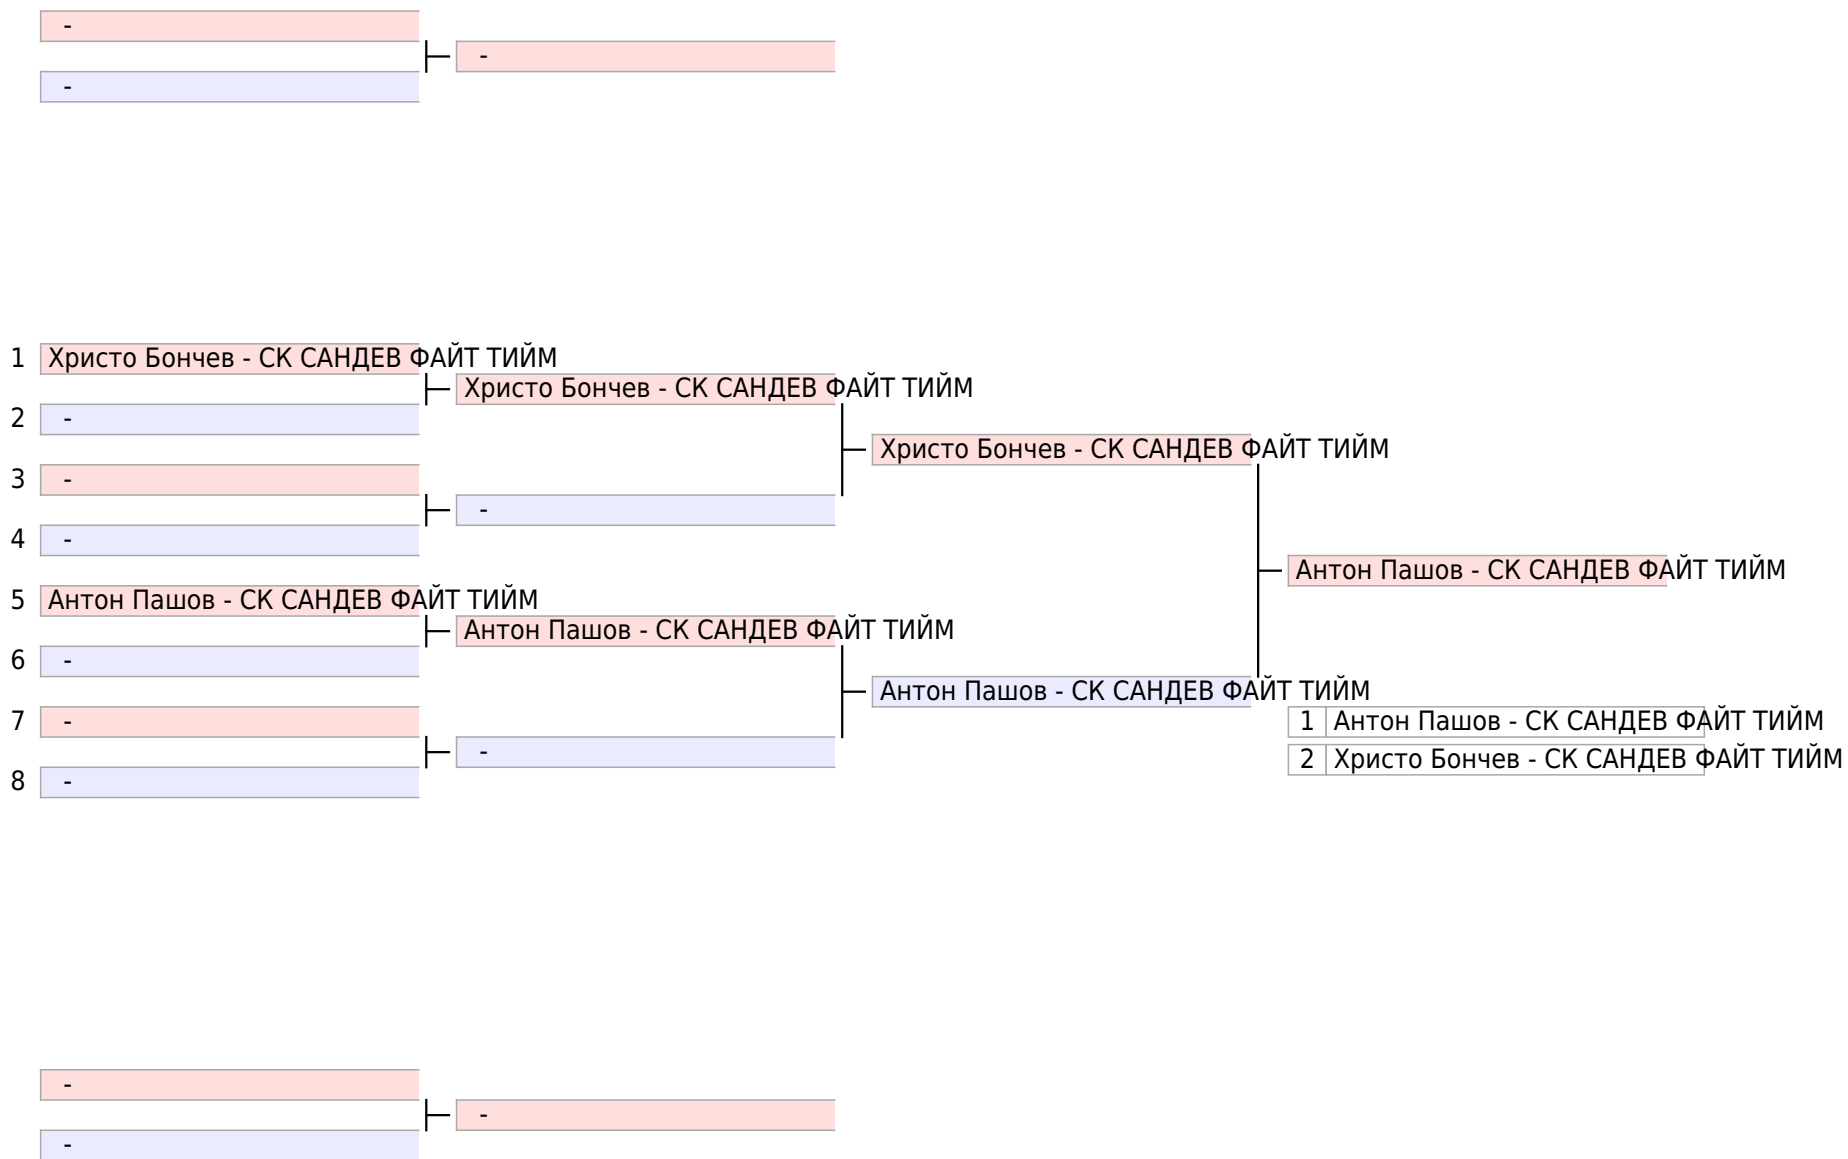 -
-
-
1 Христо Бончев - СК САНДЕВ ФАЙТ ТИЙМ
Христо Бончев - СК САНДЕВ ФАЙТ ТИЙМ
2 -
Христо Бончев - СК САНДЕВ ФАЙТ ТИЙМ
3 -
-
4 -
Антон Пашов - СК САНДЕВ ФАЙТ ТИЙМ
5 Антон Пашов - СК САНДЕВ ФАЙТ ТИЙМ
Антон Пашов - СК САНДЕВ ФАЙТ ТИЙМ
6 -
Антон Пашов - СК САНДЕВ ФАЙТ ТИЙМ
7 -
1 Антон Пашов - СК САНДЕВ ФАЙТ ТИЙМ
-
2 Христо Бончев - СК САНДЕВ ФАЙТ ТИЙМ
8 -
-
-
-